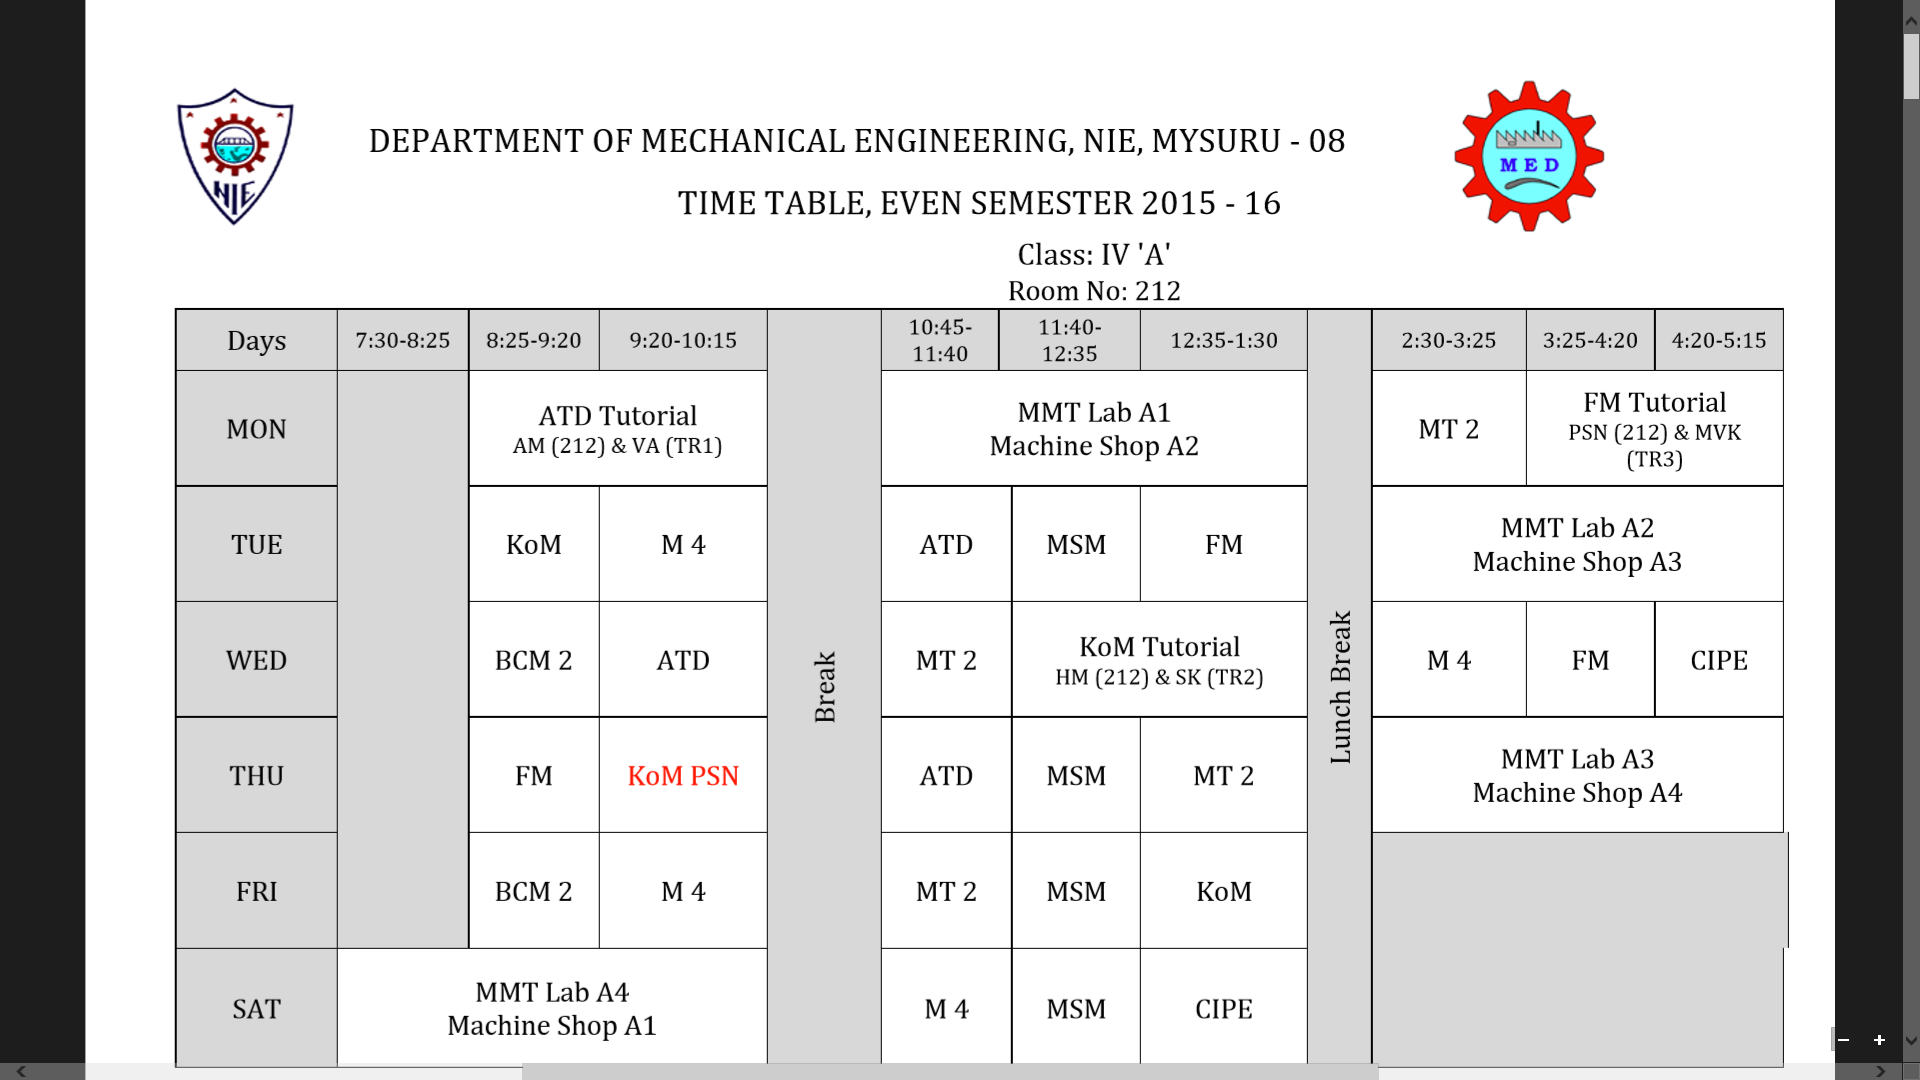 NIE
MED
DEPARTMENT OF MECHANICAL ENGINEERING, NIE, MYSURU - 08
TIME TABLE, EVEN SEMESTER 2015 - 16
Class: IV 'A'
Room No: 212
Days 7:30-8:25 8:25-9:20 9:20-10:15 10:45-11:40 11:40-12:35 12:35-1:30 2:30-3:25 3:25-4:20 4:20-5:15
Break
Lunch Break
MON
ATD Tutorial
AM (212) & VA (TR1)
MMT Lab A1
Machine Shop A2
MT 2
FM Tutorial
PSN (212) & MVK
(TR3)
TUE KoM M 4 ATD MSM FM
MMT Lab A2
Machine Shop A3
WED BCM 2 ATD MT 2
KoM Tutorial
HM (212) & SK (TR2)
M 4 FM CIPE
THU FM KoM PSN ATD MSM MT 2
MMT Lab A3
Machine Shop A4
FRI BCM 2 M 4 MT 2 MSM KoM
SAT
MMT Lab A4
Machine Shop A1
M 4 MSM CIPE